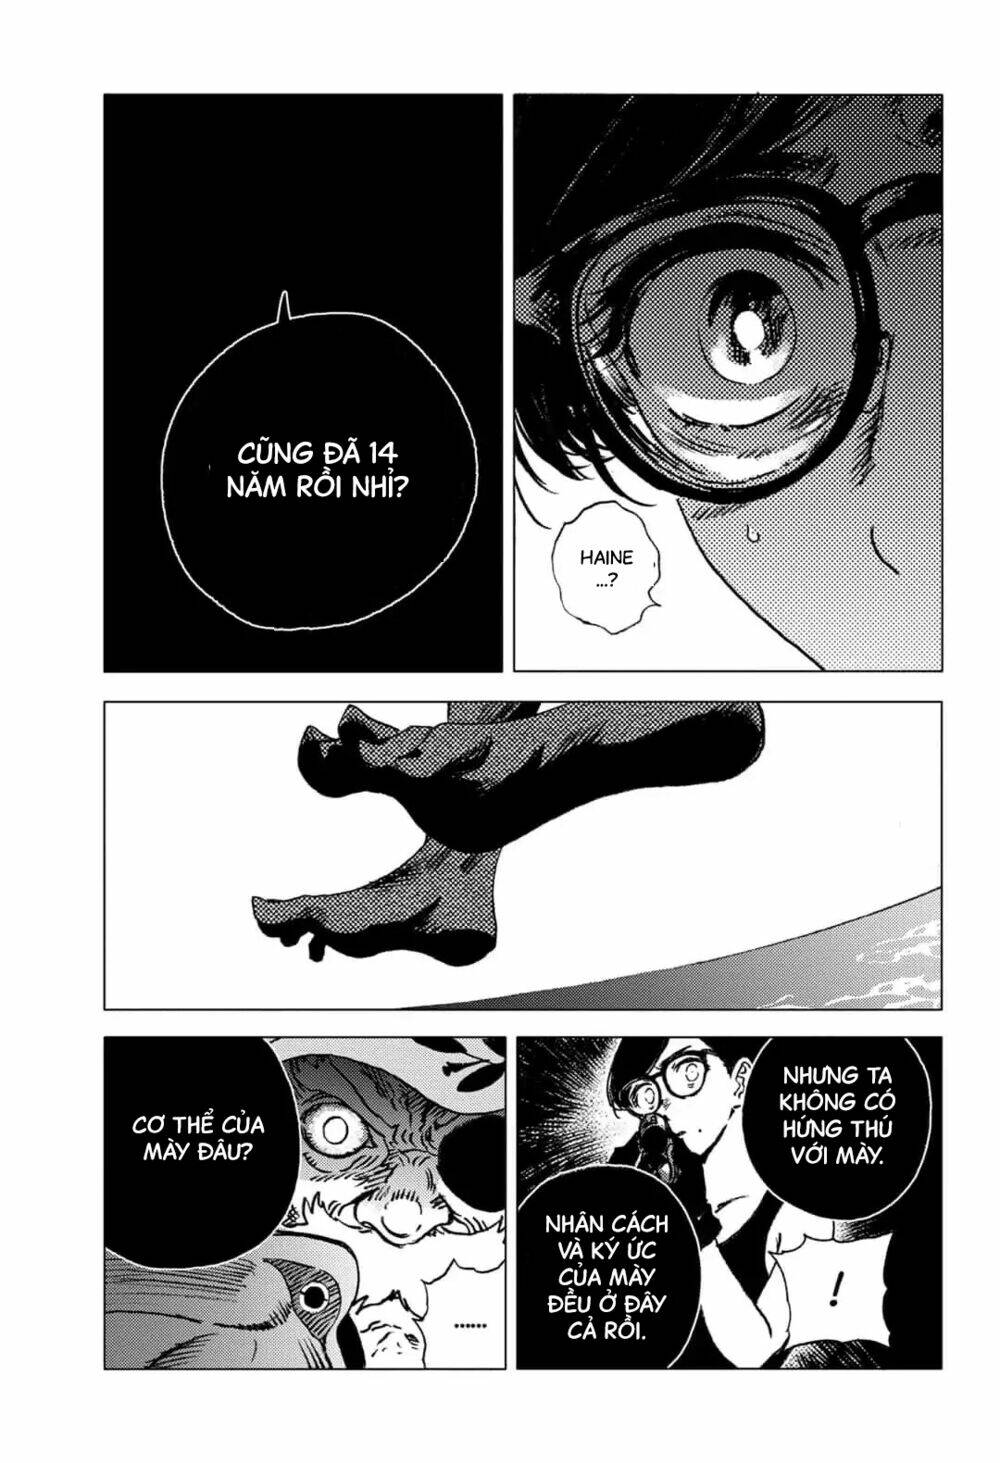 HAINE
...?
CŨNG ĐÃ 14
NĂM RỒI NHỈ?
NHƯNG TA
KHÔNG CÓ
HỨNG THÚ
VỚI MÀY.
!
NHÂN CÁCH
VÀ KÝ ỨC
CỦA MÀY
ĐỀU Ở ĐÂY
CẢ RỒI.
CƠ THỂ CỦA
MÀY ĐÂU?
......